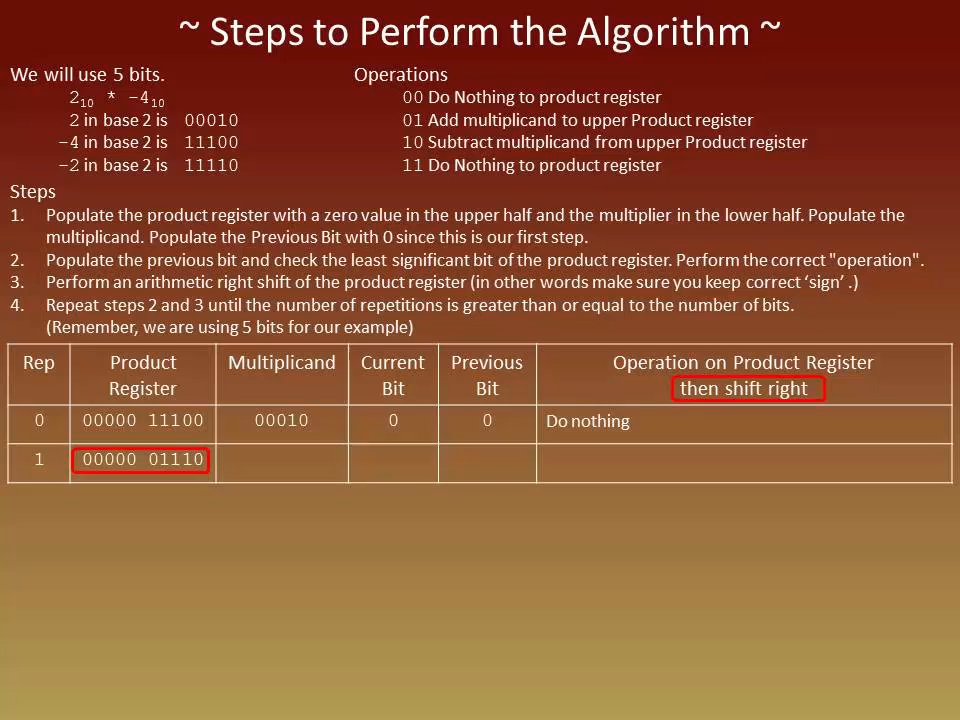 ~ Steps to Perform the Algorithm ~
We will use 5 bits.
2₁₀ * −4₁₀
2 in base 2 is 00010
−4 in base 2 is 11100
−2 in base 2 is 11110
Operations
00 Do Nothing to product register
01 Add multiplicand to upper Product register
10 Subtract multiplicand from upper Product register
11 Do Nothing to product register
Steps
1. Populate the product register with a zero value in the upper half and the multiplier in the lower half. Populate the
multiplicand. Populate the Previous Bit with 0 since this is our first step.
2. Populate the previous bit and check the least significant bit of the product register. Perform the correct "operation".
3. Perform an arithmetic right shift of the product register (in other words make sure you keep correct ‘sign’ .)
4. Repeat steps 2 and 3 until the number of repetitions is greater than or equal to the number of bits.
(Remember, we are using 5 bits for our example)
Rep Product Multiplicand Current Previous Operation on Product Register
Register Bit Bit then shift right
0 00000 11100 00010 0 0 Do nothing
1 00000 01110